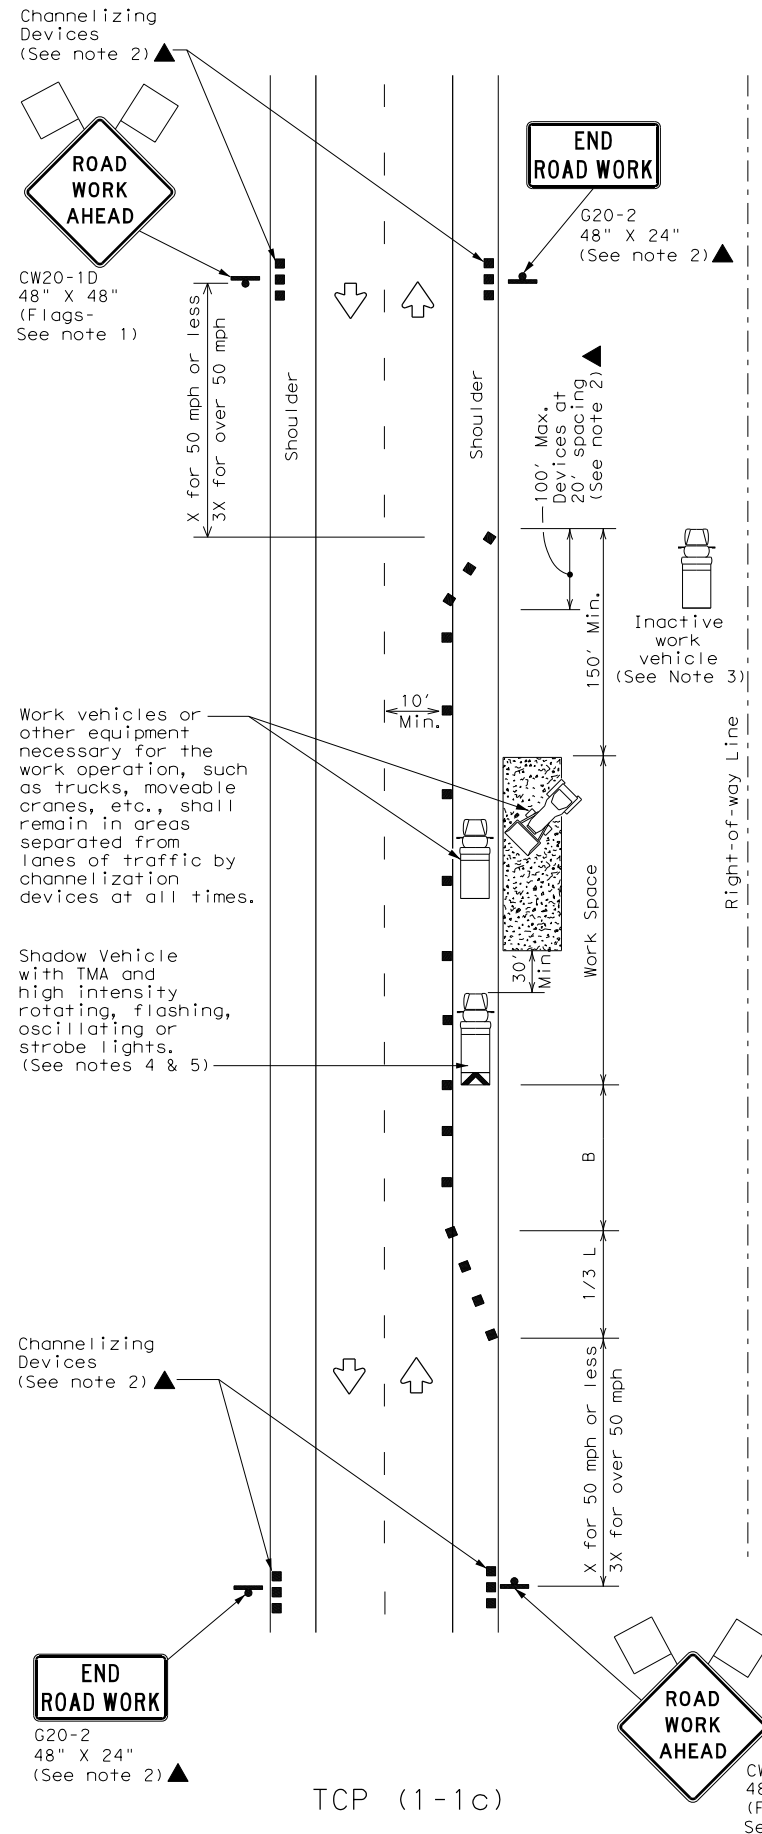 Channelizing
Devices
(See note 2)
ROAD
WORK
AHEAD
CW20-1D
48" X 48"
(Flags-
See note 1)
END
ROAD WORK
G20-2
48" X 24"
(See note 2)
X for 50 mph or less
3X for over 50 mph
Shoulder
Shoulder
100' Max.
Devices at
20' spacing
(See note 2)
150' Min.
Inactive
work
vehicle
(See Note 3)
10'
Min.
Work vehicles or
other equipment
necessary for the
work operation, such
as trucks, moveable
cranes, etc., shall
remain in areas
separated from
lanes of traffic by
channelization
devices at all times.
Right-of-way Line
Work Space
30'
Min.
Shadow Vehicle
with TMA and
high intensity
rotating, flashing,
oscillating or
strobe lights.
(See notes 4 & 5)
B
1/3 L
Channelizing
Devices
(See note 2)
X for 50 mph or less
3X for over 50 mph
END
ROAD WORK
G20-2
48" X 24"
(See note 2)
ROAD
WORK
AHEAD
CW
48
(F
Se
TCP (1-1c)